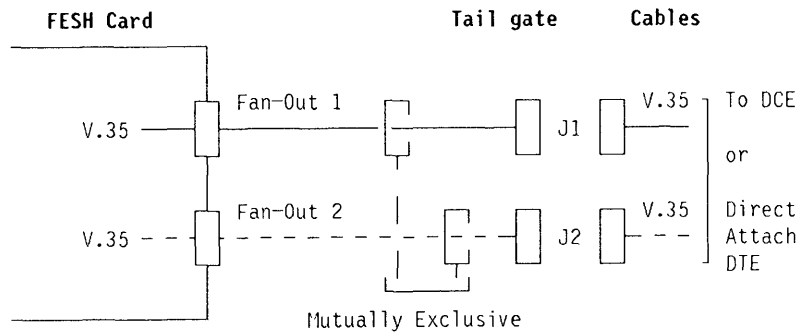 FESH Card Tail gate Cables
Fan-Out 1 V.35 To DCE
V.35 J1
or
Fan-Out 2 V.35 Direct
V.35 J2 Attach
DTE
Mutually Exclusive